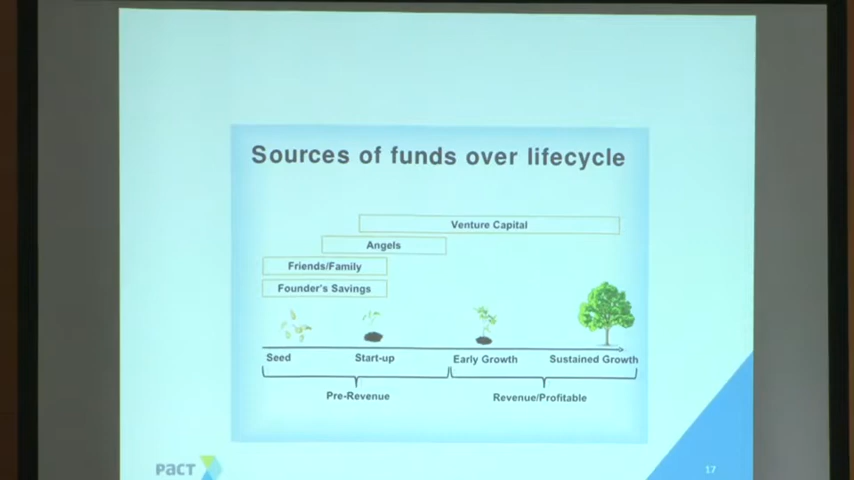 Sources of funds over lifecycle
Venture Capital
Angels
Friends/Family
Founder's Savings
Seed Start-up Early Growth Sustained Growth
Pre-Revenue Revenue/Profitable
PACT
17